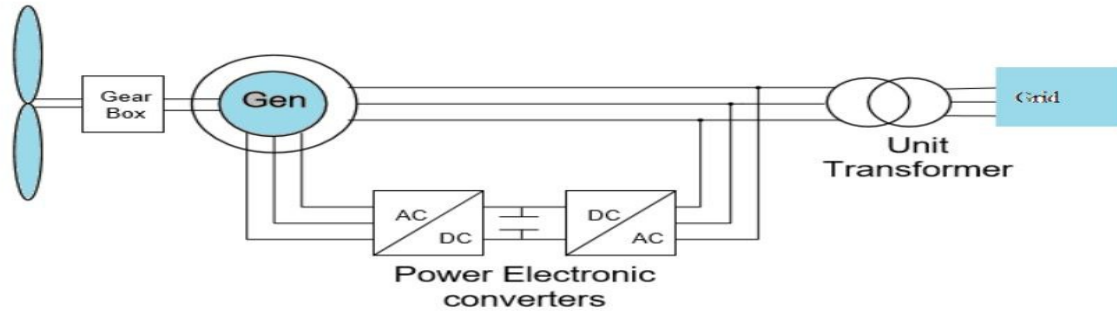 Gear
Box
Gen
Grid
Unit
Transformer
AC
DC
DC
AC
Power Electronic
converters